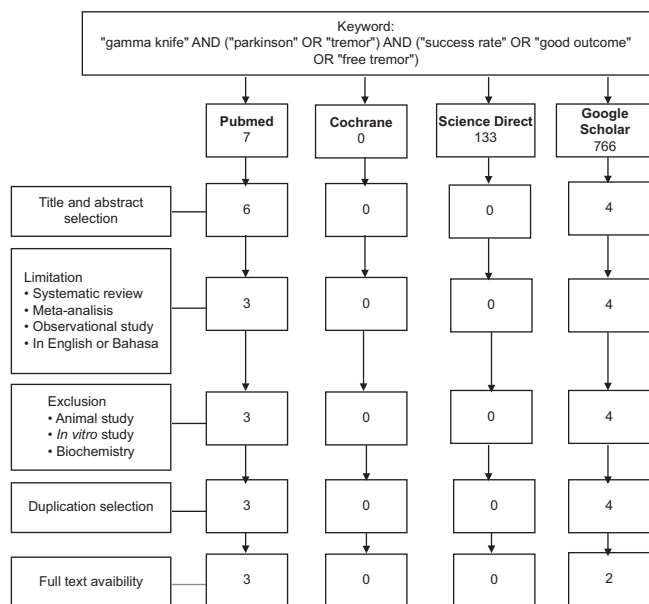 Keyword:
"gamma knife" AND ("parkinson" OR "tremor") AND ("success rate" OR "good outcome"
OR "free tremor")
Pubmed
7
Cochrane
0
Science Direct
133
Google
Scholar
766
Title and abstract
selection
6
0
0
4
Limitation
• Systematic review
• Meta-analisis
• Observational study
• In English or Bahasa
3
0
0
4
Exclusion
• Animal study
• In vitro study
• Biochemistry
3
0
0
4
Duplication selection
3
0
0
4
Full text avaibility
3
0
0
2